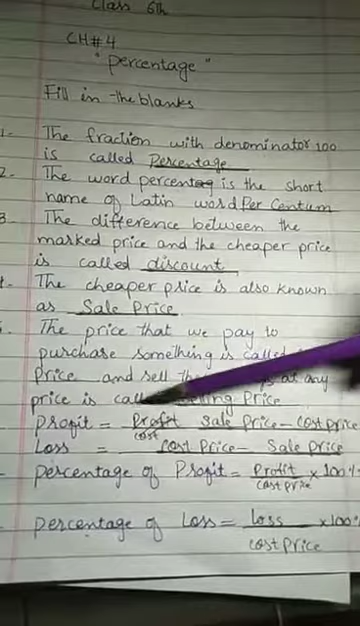 Class 6th
CH#4
"percentage"
Fill in the blanks
1- The fraction with denominator 100
is called Percentage
2- The word percentag is the short
name of Latin word Per Centum
3- The difference between the
marked price and the cheaper price
is called discount
4- The cheaper price is also known
as Sale Price
The price that we pay to
purchase something is called
Price and sell at any
price is Price
Profit = Profit Sale Price - cost price
cost
Loss = cost Price - Sale price
percentage of Profit = Profit × 100%
cost price
percentage of Loss = Loss × 100%
cost price